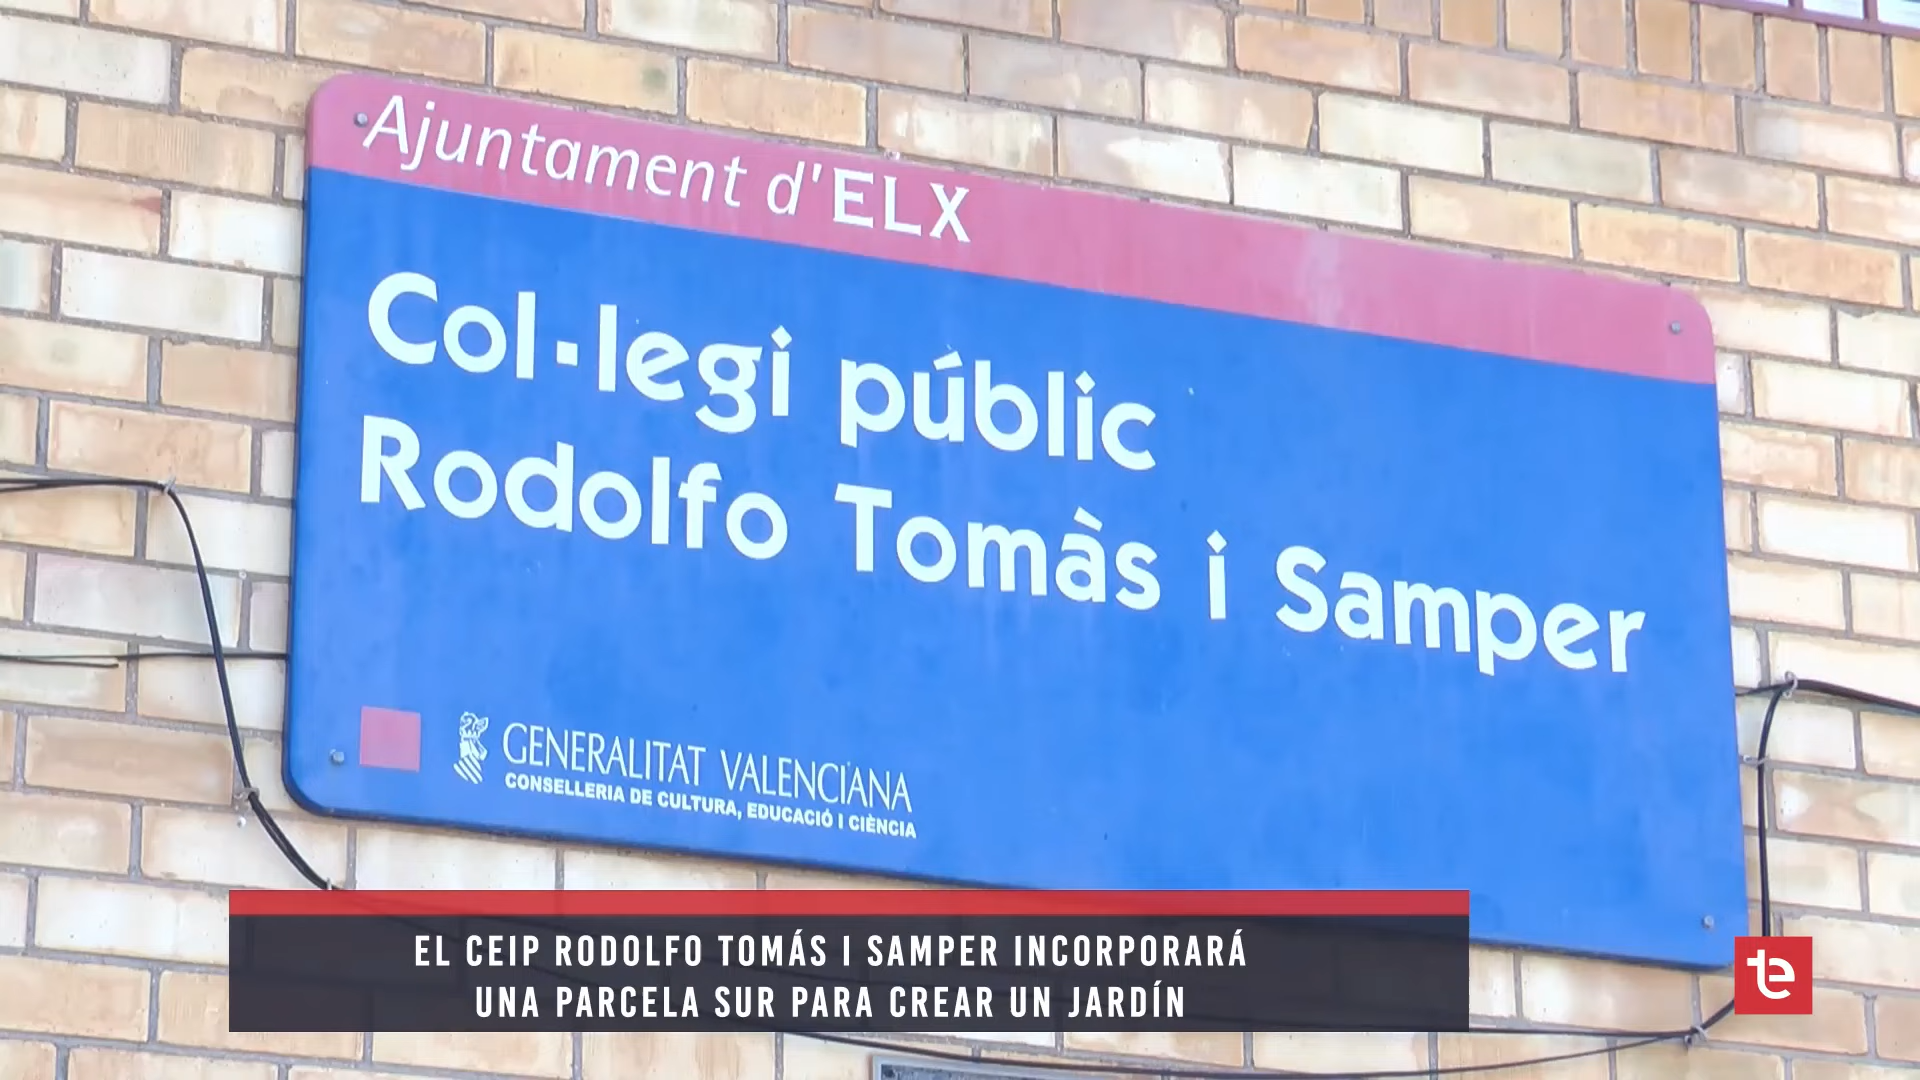 Ajuntament d'ELX
Col·legi públic
Rodolfo Tomàs i Samper
GENERALITAT VALENCIANA
CONSELLERIA DE CULTURA, EDUCACIÓ I CIÈNCIA
EL CEIP RODOLFO TOMÁS I SAMPER INCORPORARÁ
UNA PARCELA SUR PARA CREAR UN JARDÍN
te